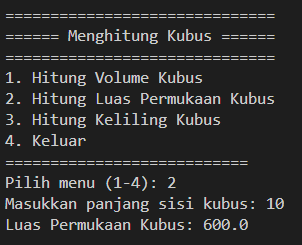 ==============================
====== Menghitung Kubus ======
==============================
1. Hitung Volume Kubus
2. Hitung Luas Permukaan Kubus
3. Hitung Keliling Kubus
4. Keluar
===========================
Pilih menu (1-4): 2
Masukkan panjang sisi kubus: 10
Luas Permukaan Kubus: 600.0